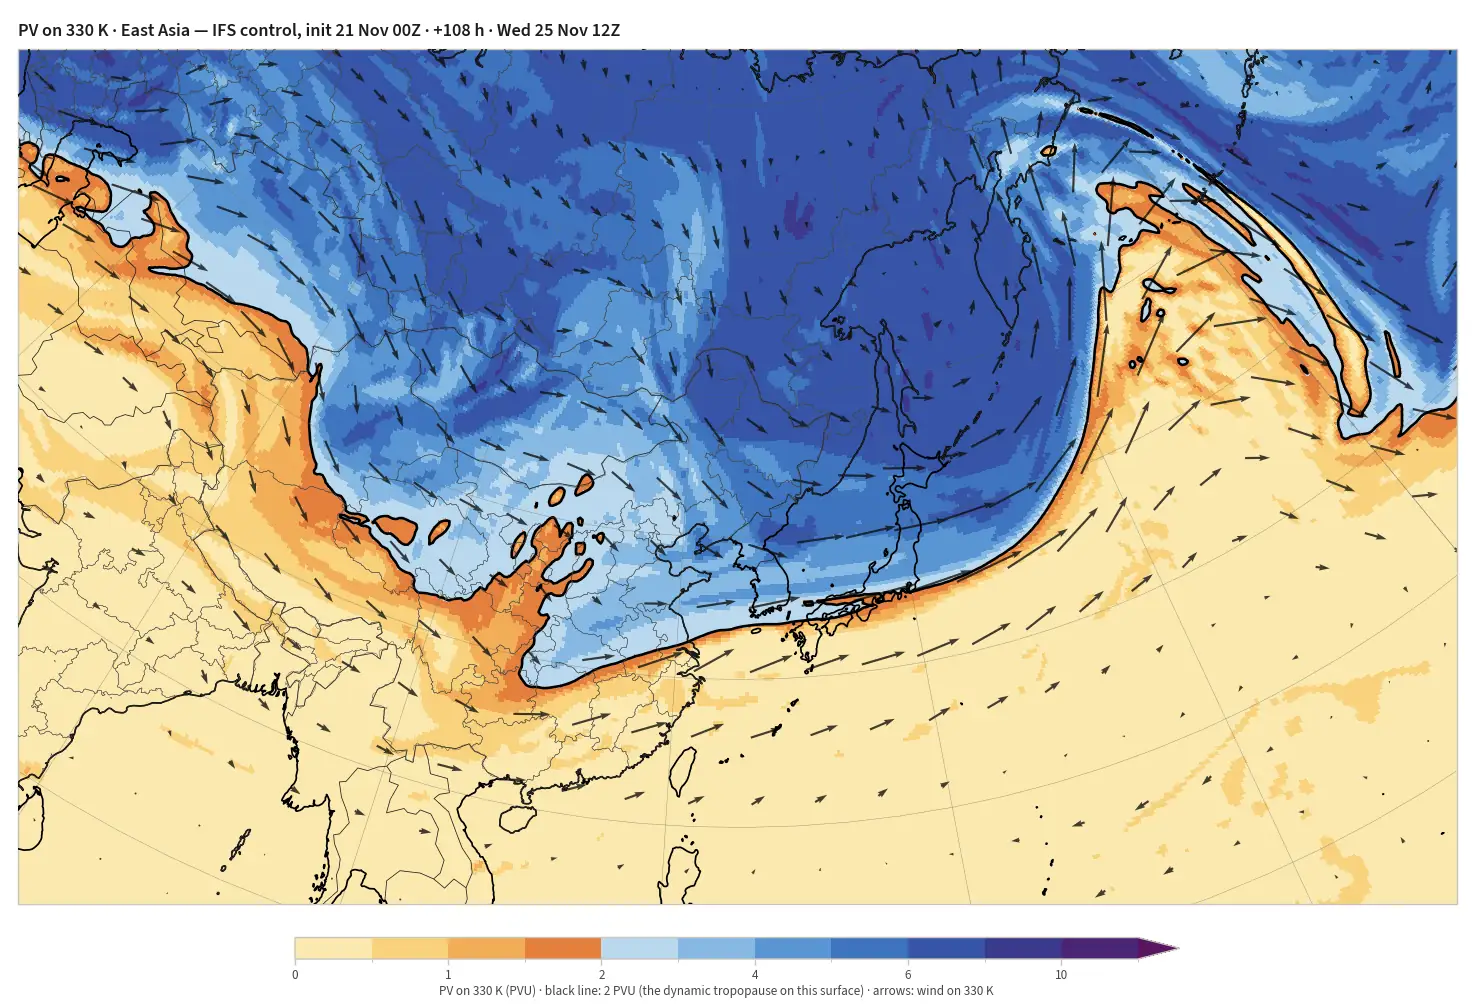 PV on 330 K · East Asia — IFS control, init 21 Nov 00Z · +108 h · Wed 25 Nov 12Z
0 1 2 4 6 10
PV on 330 K (PVU) · black line: 2 PVU (the dynamic tropopause on this surface) · arrows: wind on 330 K